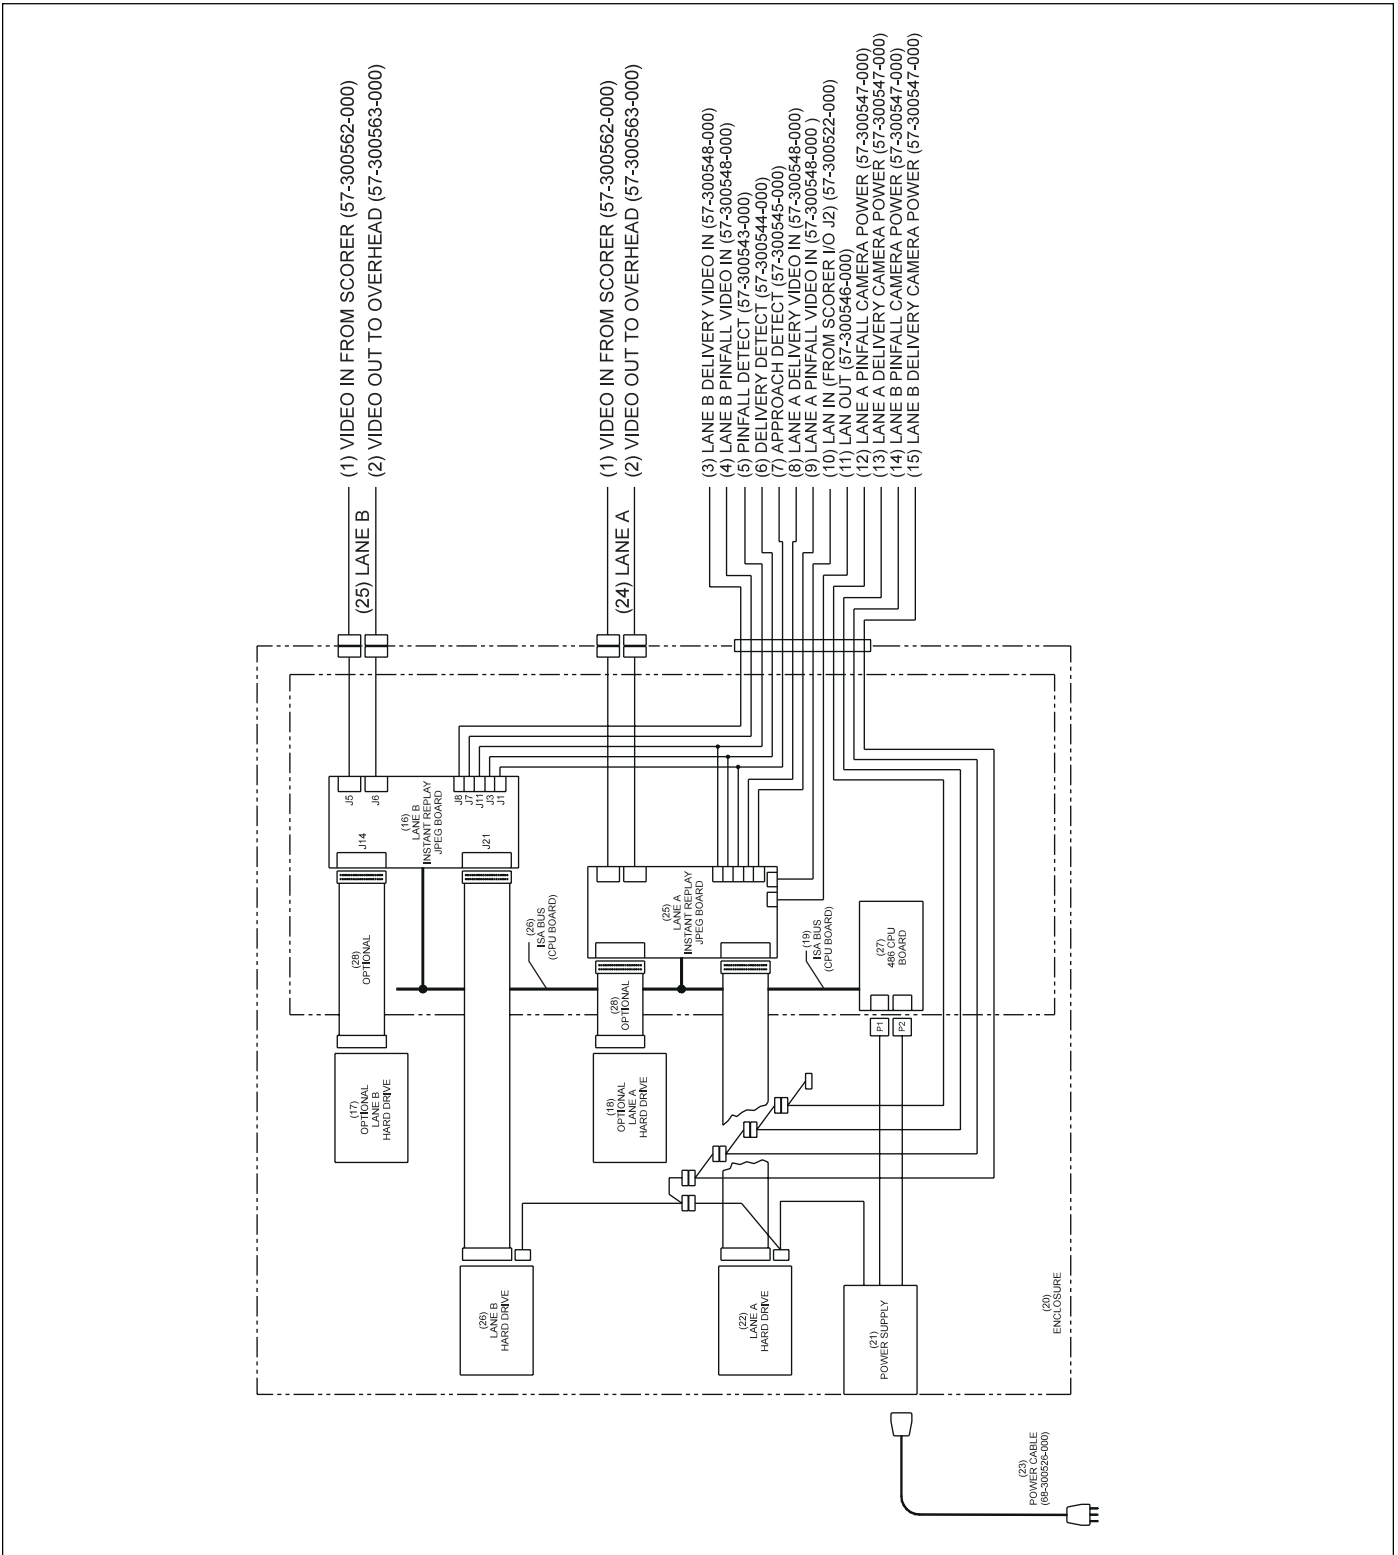 (1) VIDEO IN FROM SCORER (57-300562-000)
(2) VIDEO OUT TO OVERHEAD (57-300563-000)
(25) LANE B
(1) VIDEO IN FROM SCORER (57-300562-000)
(2) VIDEO OUT TO OVERHEAD (57-300563-000)
(24) LANE A
(3) LANE B DELIVERY VIDEO IN (57-300548-000)
(4) LANE B PINFALL VIDEO IN (57-300548-000)
(5) PINFALL DETECT (57-300543-000)
(6) DELIVERY DETECT (57-300544-000)
(7) APPROACH DETECT (57-300545-000)
(8) LANE A DELIVERY VIDEO IN (57-300548-000)
(9) LANE A PINFALL VIDEO IN (57-300548-000 )
(10) LAN IN (FROM SCORER I/O J2) (57-300522-000)
(11) LAN OUT (57-300546-000)
(12) LANE A PINFALL CAMERA POWER (57-300547-000)
(13) LANE A DELIVERY CAMERA POWER (57-300547-000)
(14) LANE B PINFALL CAMERA POWER (57-300547-000)
(15) LANE B DELIVERY CAMERA POWER (57-300547-000)
J5
J6
J8
J7
J11
J3
J1
J14
J21
(16)
LANE B
INSTANT REPLAY
JPEG BOARD
(25)
LANE A
INSTANT REPLAY
JPEG BOARD
(28)
OPTIONAL
(26)
ISA BUS
(CPU BOARD)
(28)
OPTIONAL
(19)
ISA BUS
(CPU BOARD)
(27)
486 CPU
BOARD
P1
P2
(17)
OPTIONAL
LANE B
HARD DRIVE
(18)
OPTIONAL
LANE A
HARD DRIVE
(26)
LANE B
HARD DRIVE
(22)
LANE A
HARD DRIVE
(21)
POWER SUPPLY
(20)
ENCLOSURE
(23)
POWER CABLE
(68-300526-000)